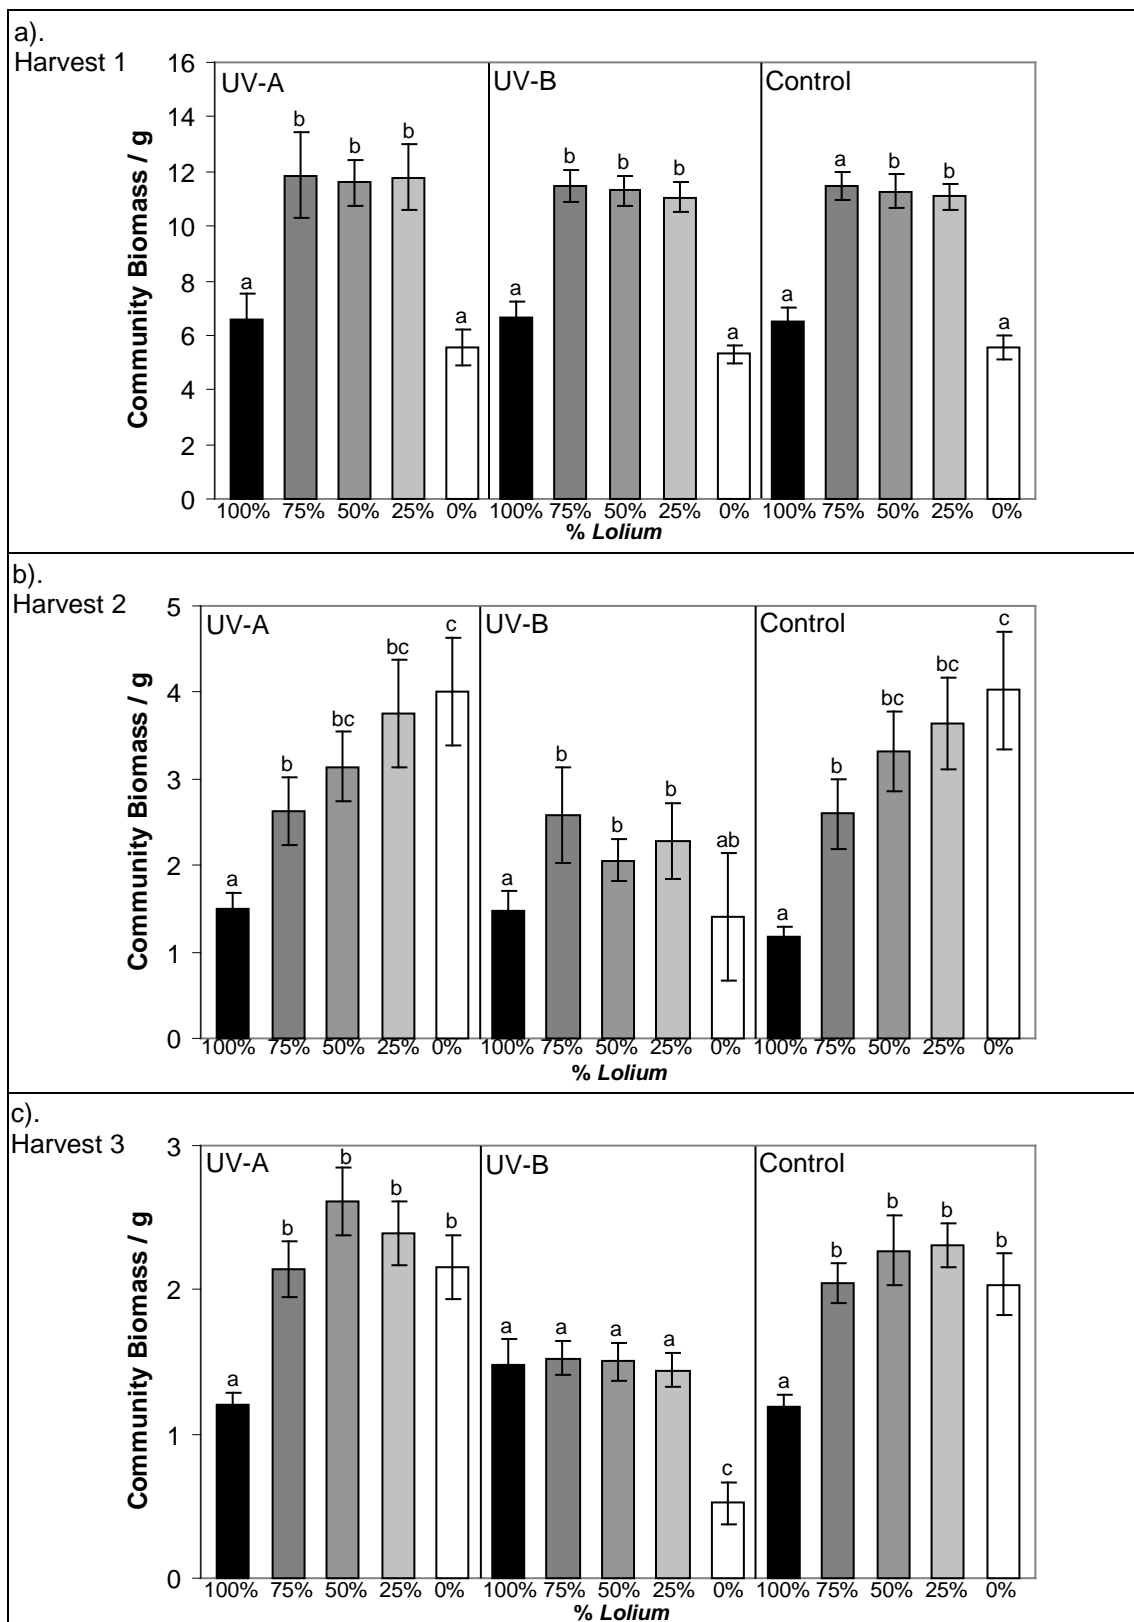 a).
Harvest 1
Community Biomass / g
16
14
12
10
8
6
4
2
0
UV-A
UV-B
Control
a b b b a
a b b b a
a a b b a
100% 75% 50% 25% 0% 100% 75% 50% 25% 0% 100% 75% 50% 25% 0%
% Lolium
b).
Harvest 2
Community Biomass / g
5
4
3
2
1
0
UV-A
UV-B
Control
a b bc bc c
a b b b ab
a b bc bc c
100% 75% 50% 25% 0% 100% 75% 50% 25% 0% 100% 75% 50% 25% 0%
% Lolium
c).
Harvest 3
Community Biomass / g
3
2
1
0
UV-A
UV-B
Control
a b b b b
a a a a c
a b b b b
100% 75% 50% 25% 0% 100% 75% 50% 25% 0% 100% 75% 50% 25% 0%
% Lolium